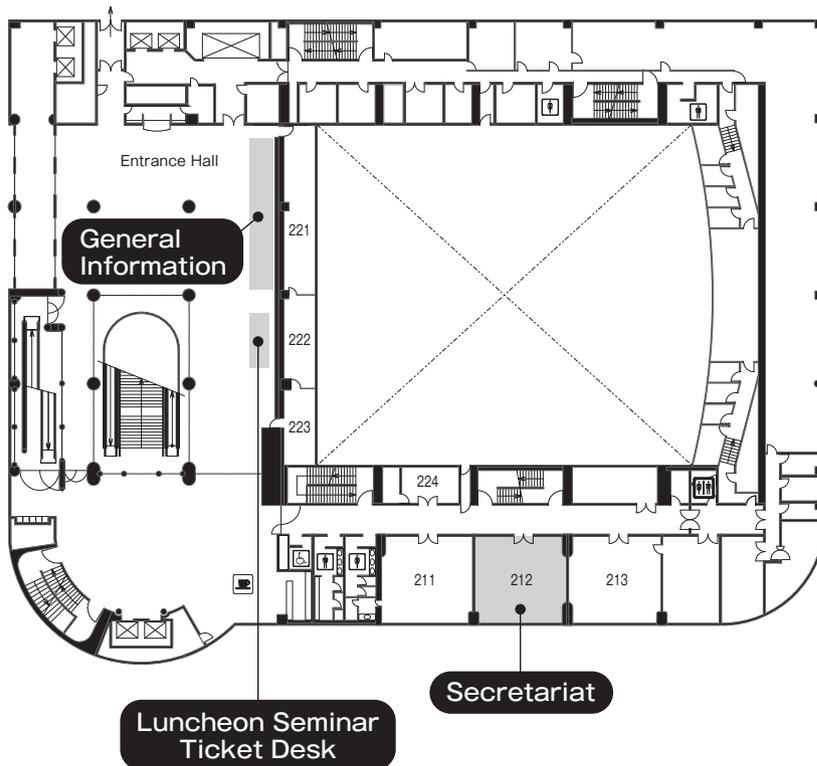 Entrance Hall
General
Information
221
222
223
224
211
212
213
Secretariat
Luncheon Seminar
Ticket Desk